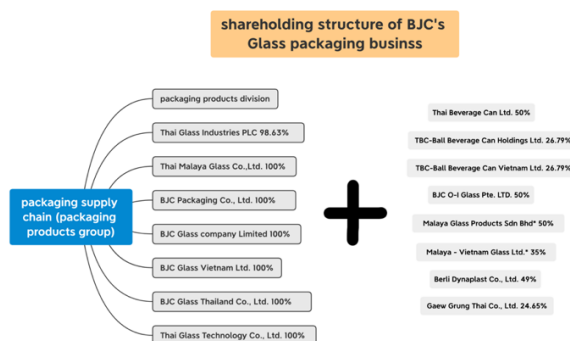 shareholding structure of BJC's
Glass packaging businss
packaging supply
chain (packaging
products group)
packaging products division
Thai Glass Industries PLC 98.63%
Thai Malaya Glass Co.,Ltd. 100%
BJC Packaging Co., Ltd. 100%
BJC Glass company Limited 100%
BJC Glass Vietnam Ltd. 100%
BJC Glass Thailand Co., Ltd. 100%
Thai Glass Technology Co., Ltd. 100%
Thai Beverage Can Ltd. 50%
TBC-Ball Beverage Can Holdings Ltd. 26.79%
TBC-Ball Beverage Can Vietnam Ltd. 26.79%
BJC O-I Glass Pte. LTD. 50%
Malaya Glass Products Sdn Bhd* 50%
Malaya - Vietnam Glass Ltd.* 35%
Berli Dynaplast Co., Ltd. 49%
Gaew Grung Thai Co., Ltd. 24.65%